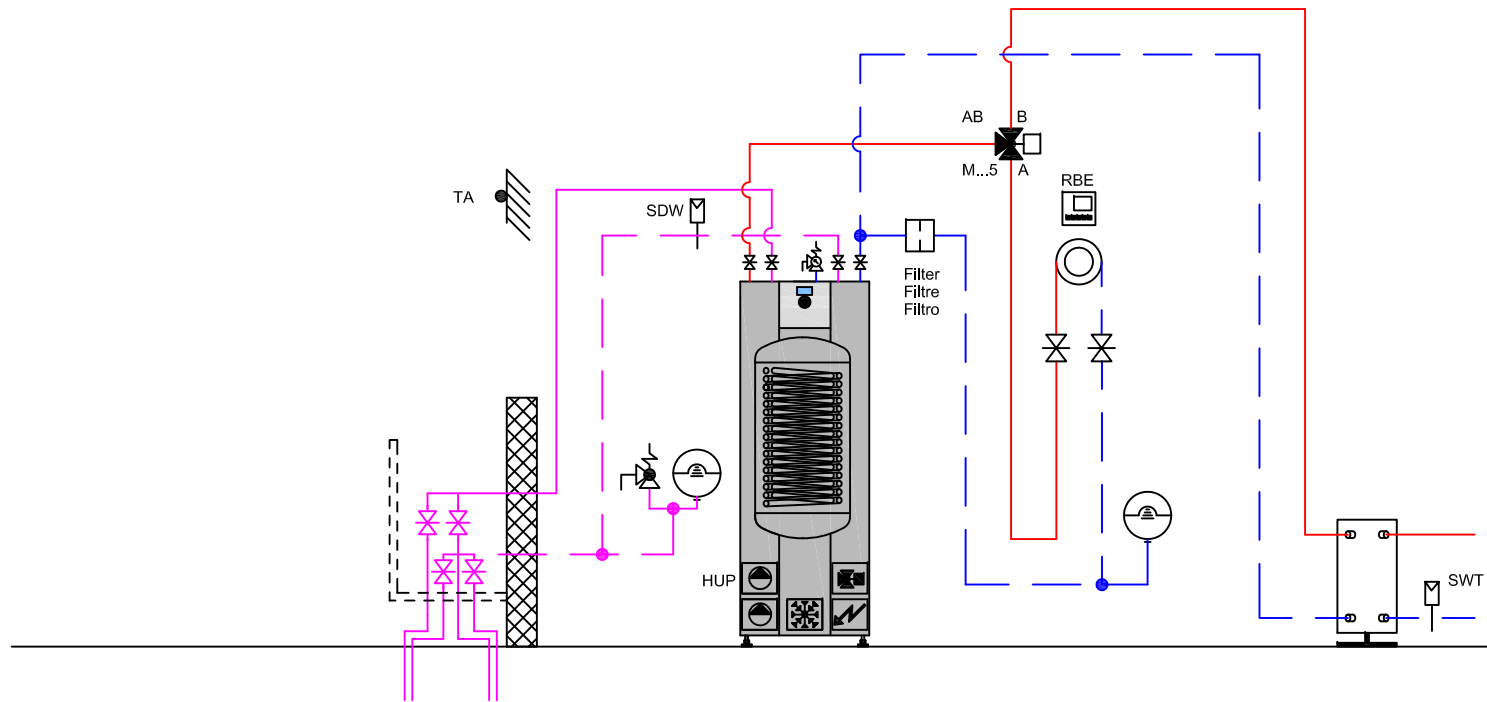 AB
B
M...5
A
RBE
TA
SDW
Filter
Filtre
Filtro
HUP
SWT